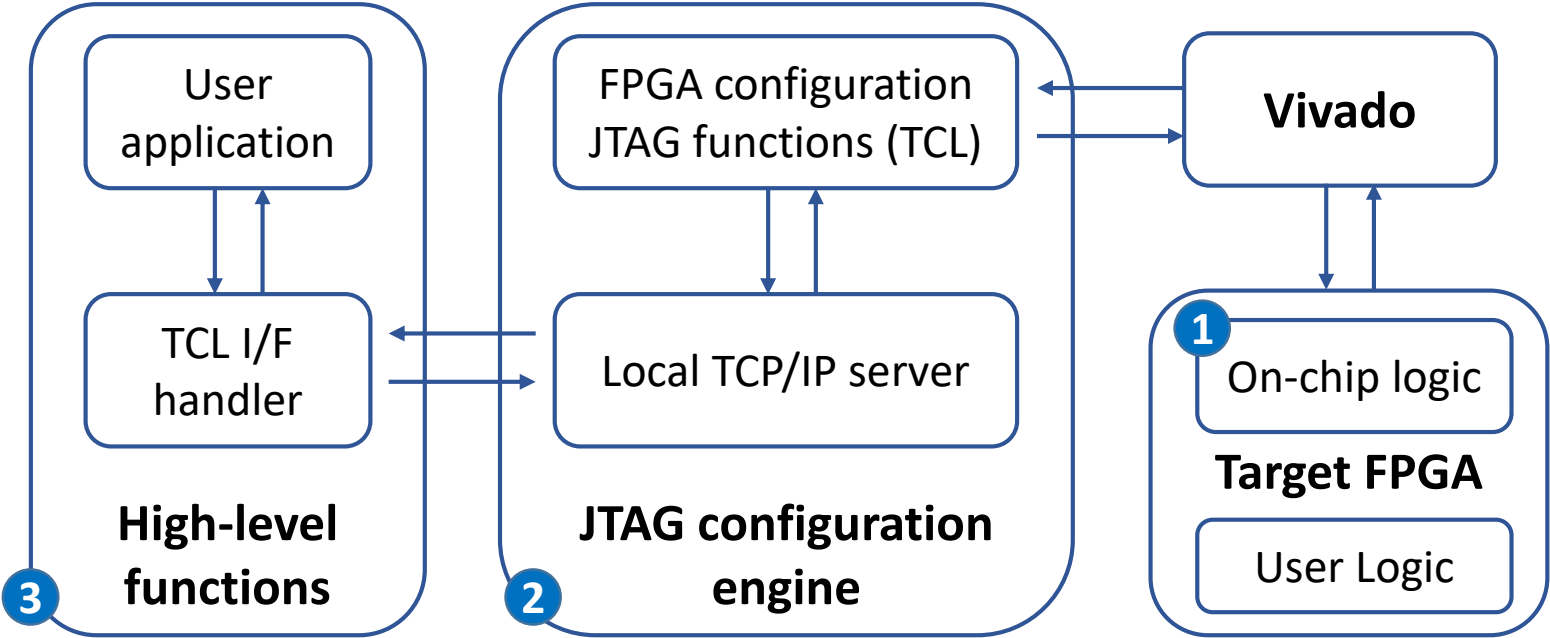 User
application
TCL I/F
handler
High-level
functions
3
FPGA configuration
JTAG functions (TCL)
Local TCP/IP server
JTAG configuration
engine
2
Vivado
1
On-chip logic
Target FPGA
User Logic